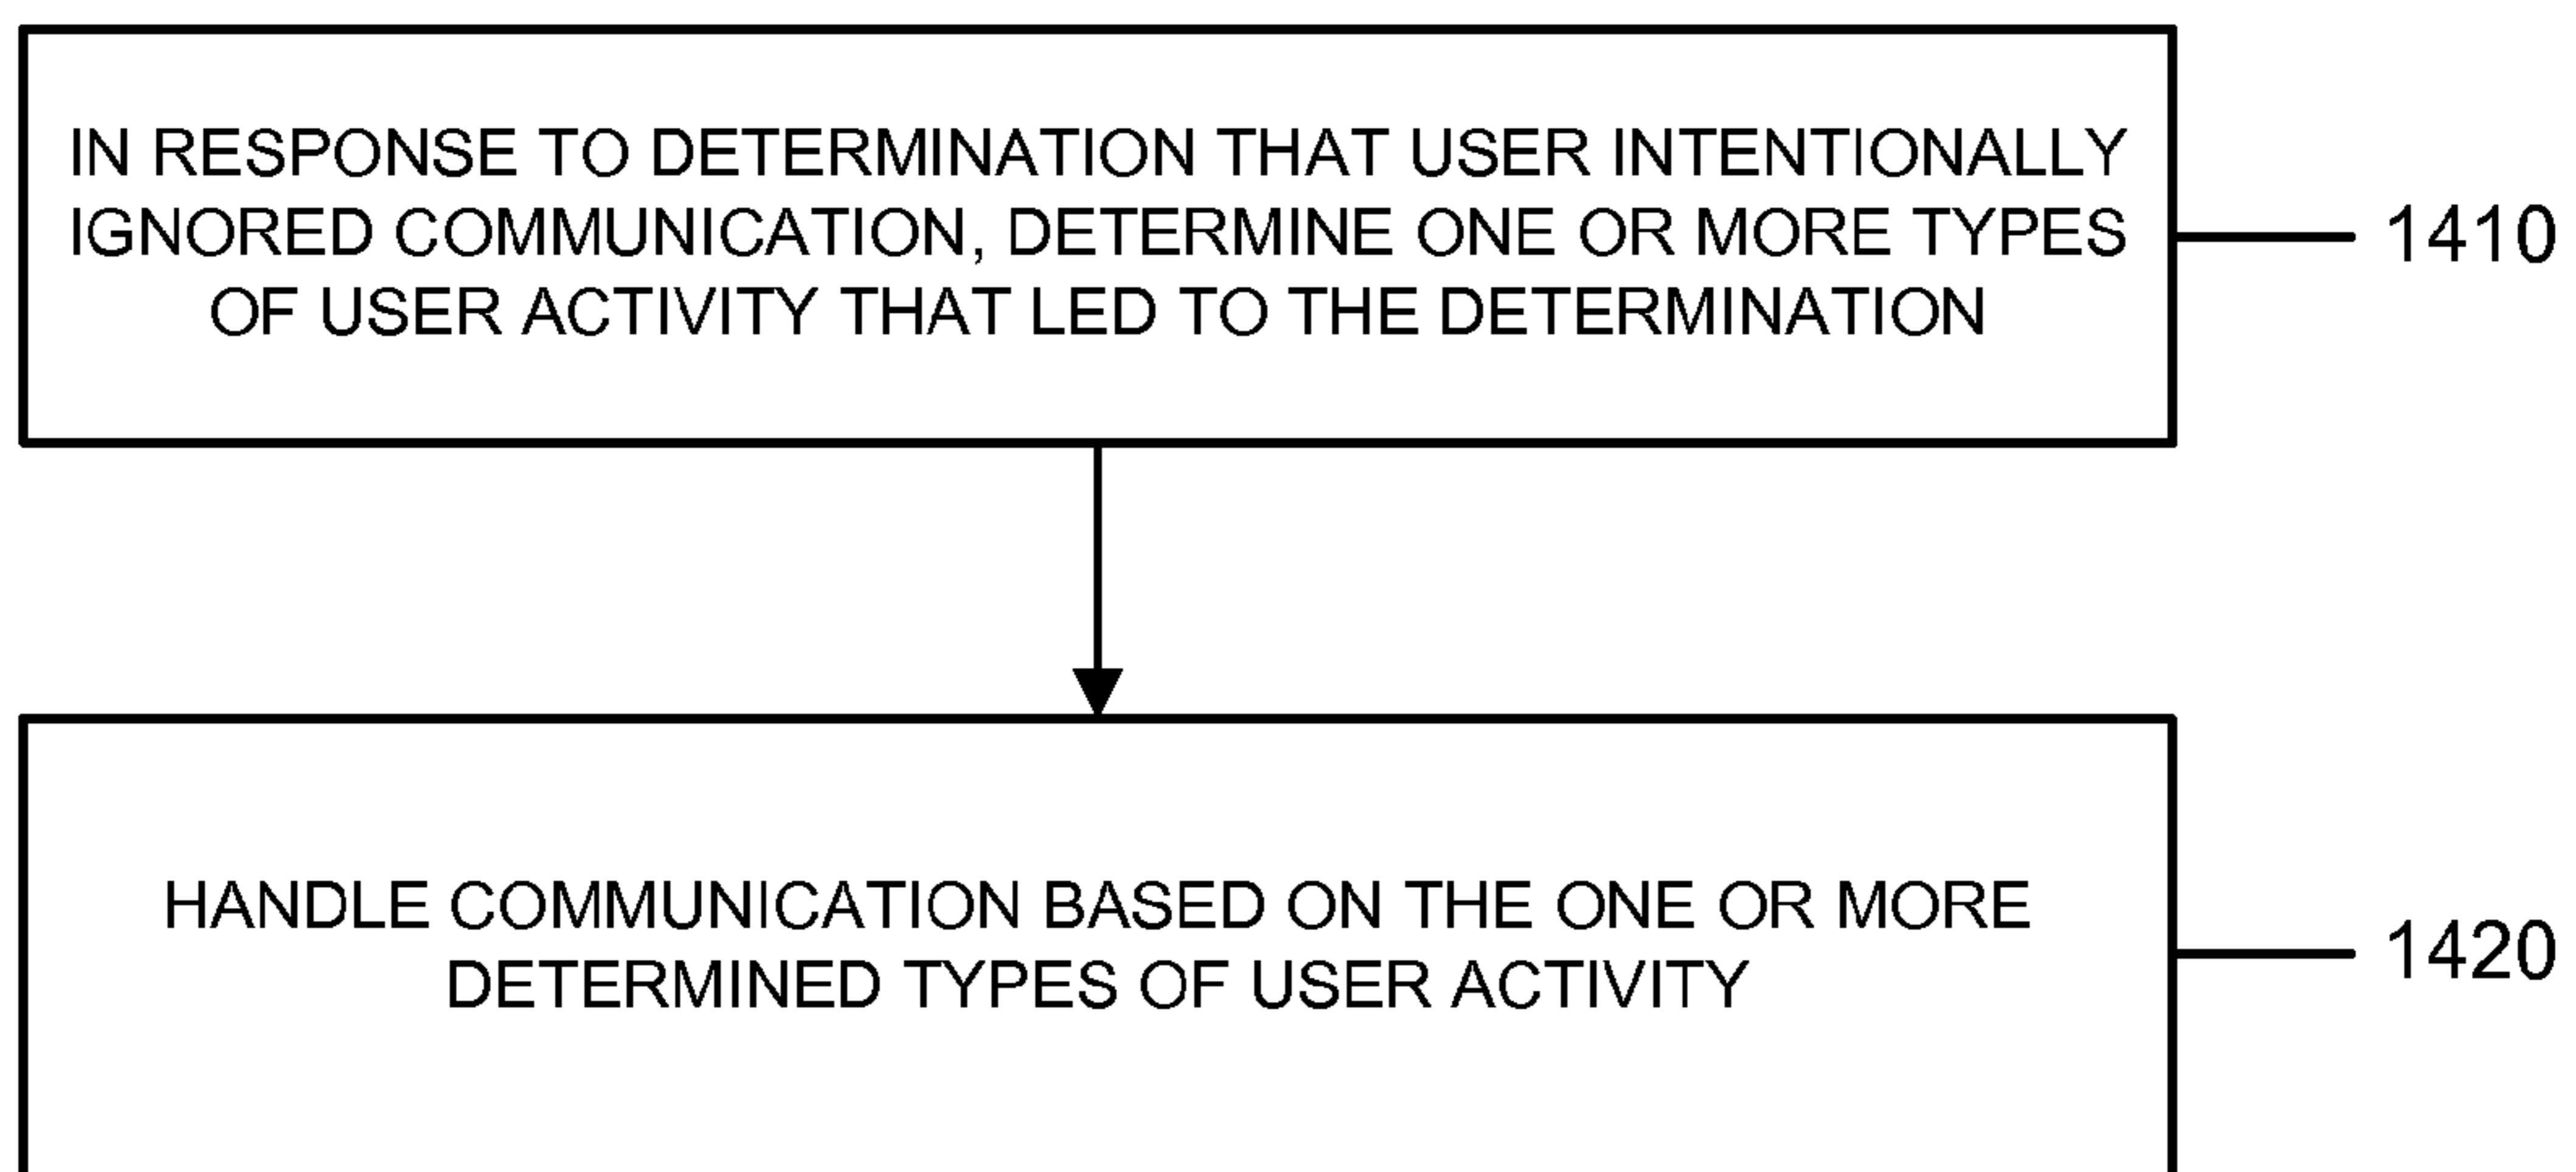 IN RESPONSE TO DETERMINATION THAT USER INTENTIONALLY
IGNORED COMMUNICATION, DETERMINE ONE OR MORE TYPES
OF USER ACTIVITY THAT LED TO THE DETERMINATION
1410
HANDLE COMMUNICATION BASED ON THE ONE OR MORE
DETERMINED TYPES OF USER ACTIVITY
1420